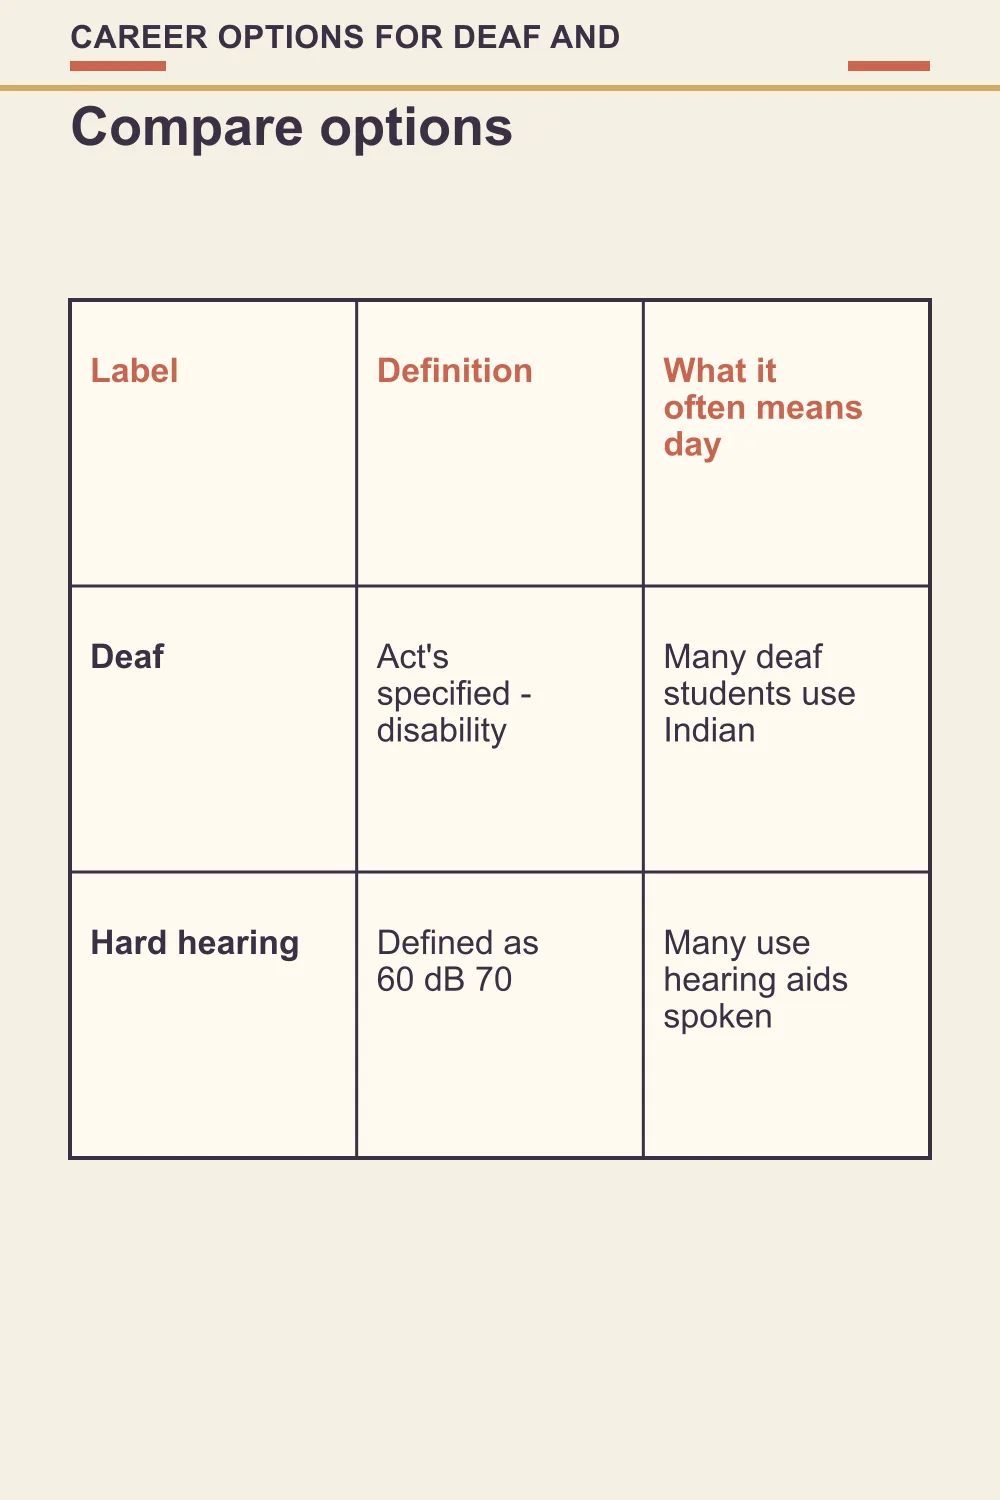 CAREER OPTIONS FOR DEAF AND
Compare options
Label
Definition
What it
often means
day
Deaf
Act's
specified -
disability
Many deaf
students use
Indian
Hard hearing
Defined as
60 dB 70
Many use
hearing aids
spoken